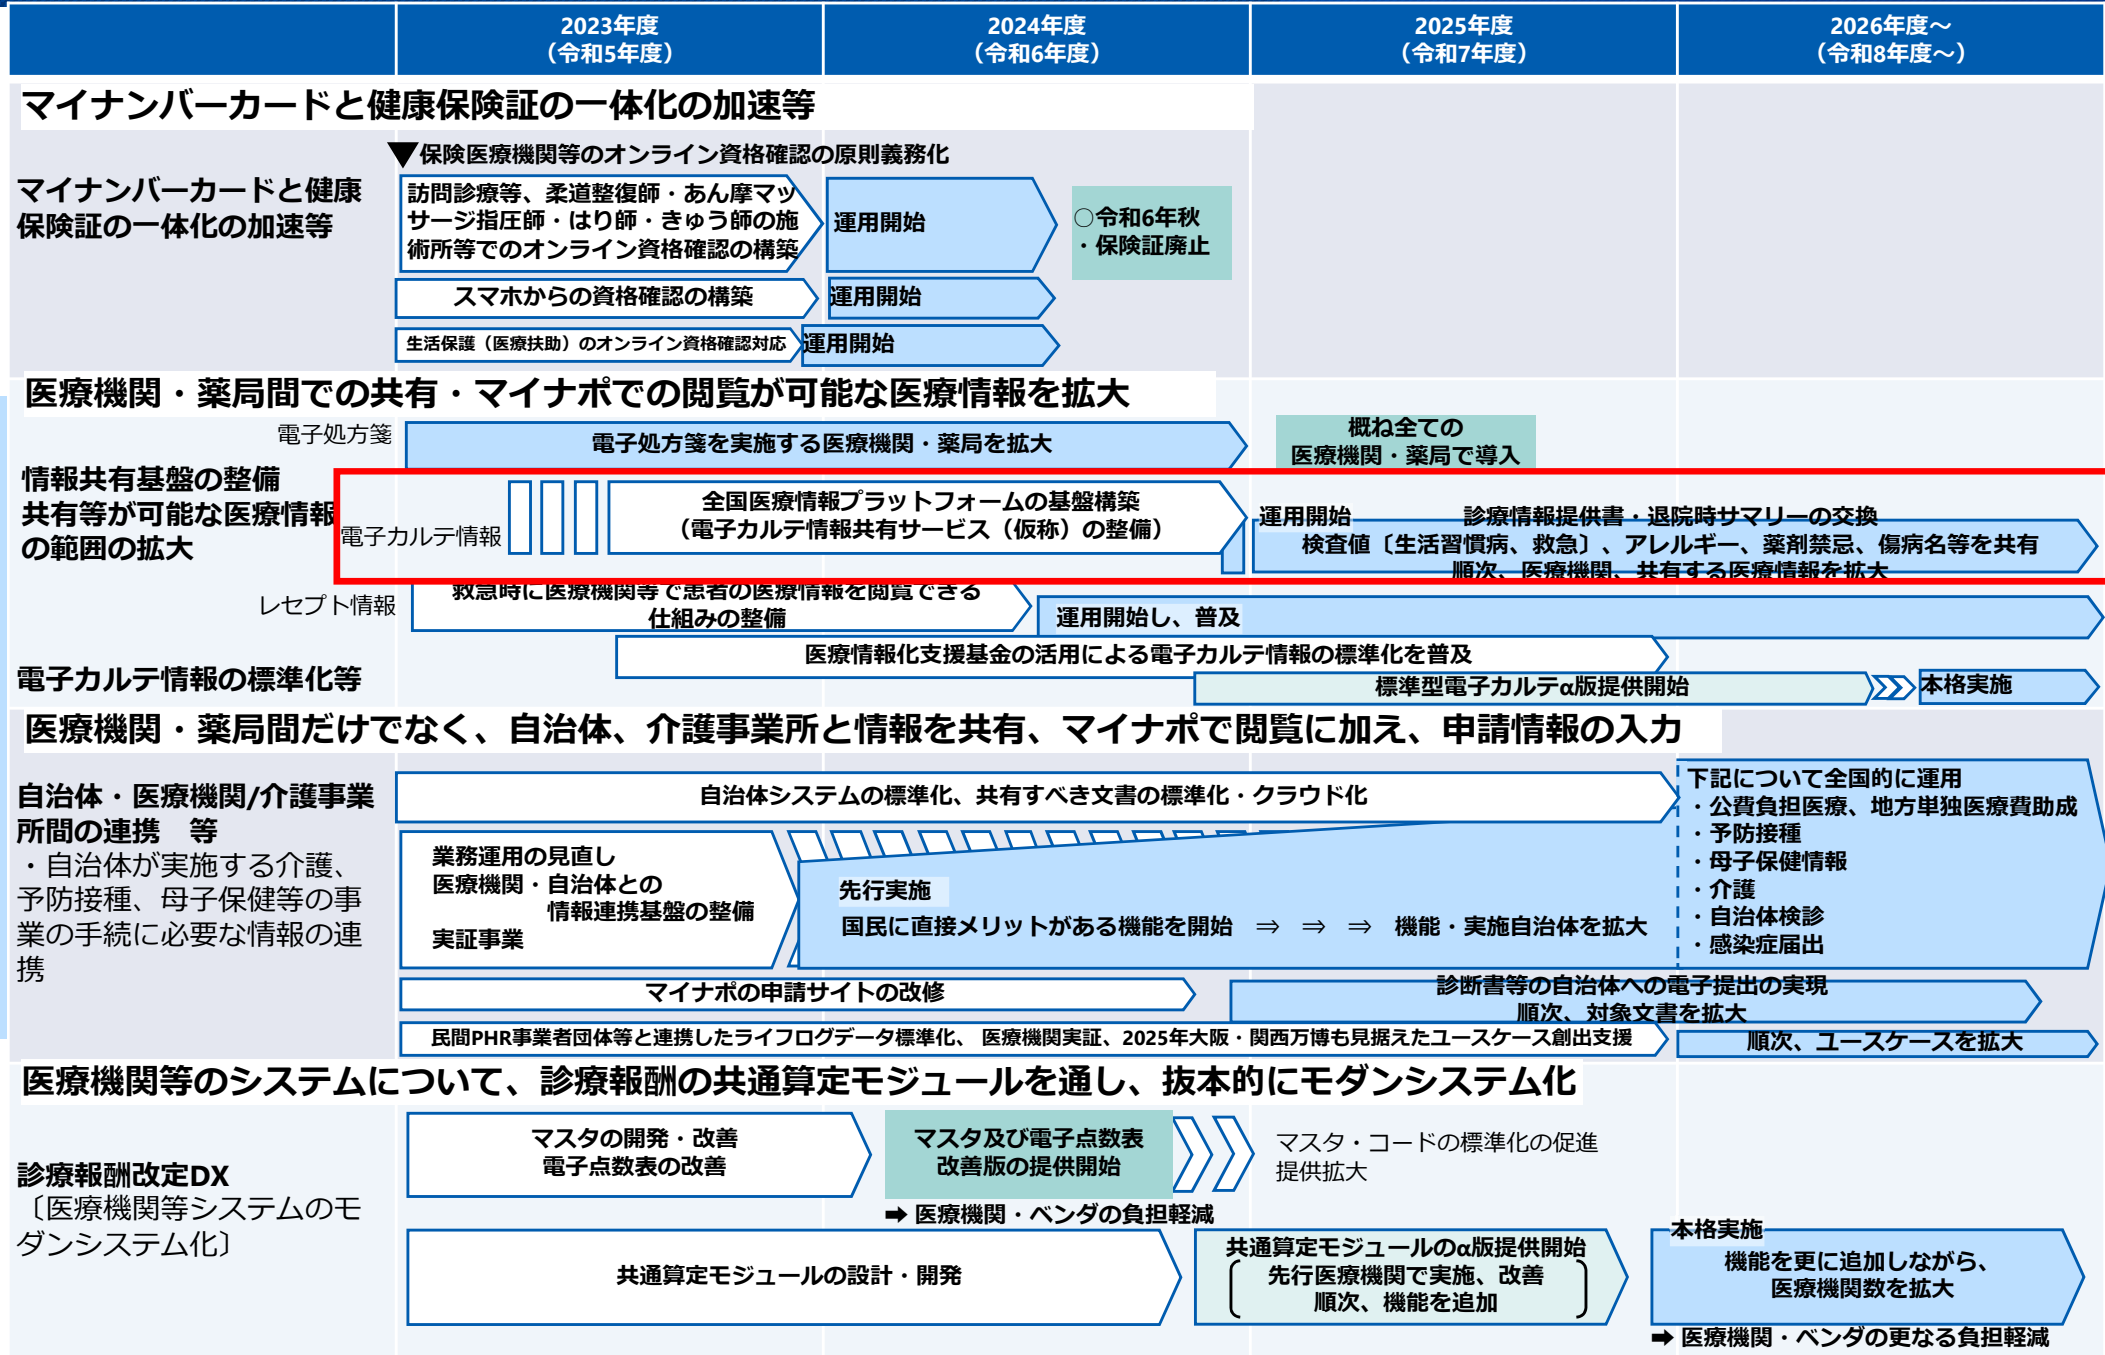 2023年度
（令和5年度）
2024年度
（令和6年度）
2025年度
（令和7年度）
2026年度～
（令和8年度～）
マイナンバーカードと健康保険証の一体化の加速等
マイナンバーカードと健康
保険証の一体化の加速等
▼保険医療機関等のオンライン資格確認の原則義務化
訪問診療等、柔道整復師・あん摩マッ
サージ指圧師・はり師・きゅう師の施
術所等でのオンライン資格確認の構築
運用開始
○令和6年秋
・保険証廃止
スマホからの資格確認の構築
運用開始
生活保護（医療扶助）のオンライン資格確認対応
運用開始
医療機関・薬局間での共有・マイナポでの閲覧が可能な医療情報を拡大
電子処方箋
電子処方箋を実施する医療機関・薬局を拡大
概ね全ての
医療機関・薬局で導入
情報共有基盤の整備
共有等が可能な医療情報
の範囲の拡大
電子カルテ情報
全国医療情報プラットフォームの基盤構築
（電子カルテ情報共有サービス（仮称）の整備）
運用開始
診療情報提供書・退院時サマリーの交換
検査値〔生活習慣病、救急〕、アレルギー、薬剤禁忌、傷病名等を共有
順次、医療機関、共有する医療情報を拡大
レセプト情報
救急時に医療機関等で患者の医療情報を閲覧できる
仕組みの整備
運用開始し、普及
医療情報化支援基金の活用による電子カルテ情報の標準化を普及
電子カルテ情報の標準化等
標準型電子カルテα版提供開始
本格実施
医療機関・薬局間だけでなく、自治体、介護事業所と情報を共有、マイナポで閲覧に加え、申請情報の入力
自治体・医療機関/介護事業
所間の連携　等
・自治体が実施する介護、
予防接種、母子保健等の事
業の手続に必要な情報の連
携
自治体システムの標準化、共有すべき文書の標準化・クラウド化
業務運用の見直し
医療機関・自治体との
情報連携基盤の整備
実証事業
先行実施
国民に直接メリットがある機能を開始　⇒　⇒　⇒　機能・実施自治体を拡大
下記について全国的に運用
・公費負担医療、地方単独医療費助成
・予防接種
・母子保健情報
・介護
・自治体検診
・感染症届出
マイナポの申請サイトの改修
診断書等の自治体への電子提出の実現
順次、対象文書を拡大
民間PHR事業者団体等と連携したライフログデータ標準化、 医療機関実証、2025年大阪・関西万博も見据えたユースケース創出支援
順次、ユースケースを拡大
医療機関等のシステムについて、診療報酬の共通算定モジュールを通し、抜本的にモダンシステム化
診療報酬改定DX
〔医療機関等システムのモ
ダンシステム化〕
マスタの開発・改善
電子点数表の改善
マスタ及び電子点数表
改善版の提供開始
マスタ・コードの標準化の促進
提供拡大
➡ 医療機関・ベンダの負担軽減
共通算定モジュールの設計・開発
共通算定モジュールのα版提供開始
先行医療機関で実施、改善
順次、機能を追加
本格実施
機能を更に追加しながら、
医療機関数を拡大
➡ 医療機関・ベンダの更なる負担軽減